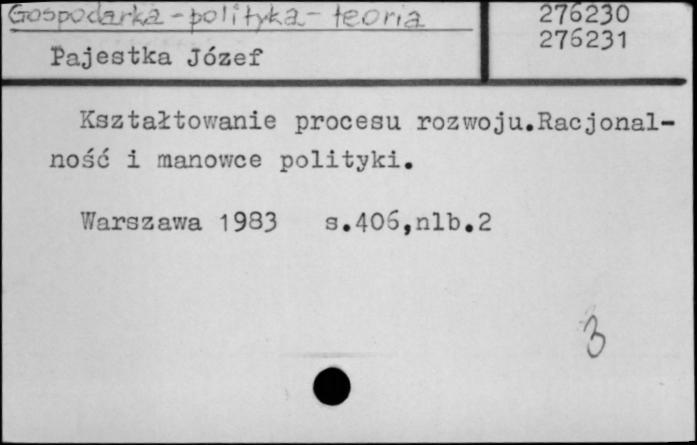 Gospodarka - polityka - teoria
276230
276231
Pajestka Józef
Kształtowanie procesu rozwoju.Racjonal-
ność i manowce polityki.
Warszawa 1983 s.406,nlb.2
3